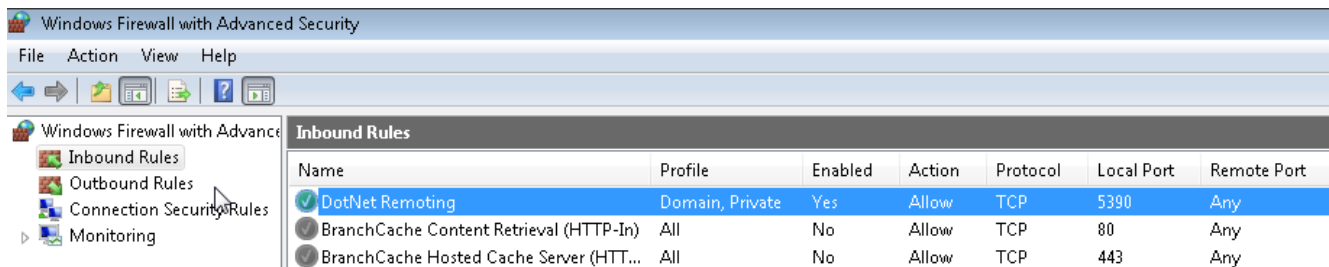 Windows Firewall with Advanced Security
File Action View Help
Windows Firewall with Advance
Inbound Rules
Outbound Rules
Connection Security Rules
Monitoring
Inbound Rules
Name Profile Enabled Action Protocol Local Port Remote Port
DotNet Remoting Domain, Private Yes Allow TCP 5390 Any
BranchCache Content Retrieval (HTTP-In) All No Allow TCP 80 Any
BranchCache Hosted Cache Server (HTT... All No Allow TCP 443 Any